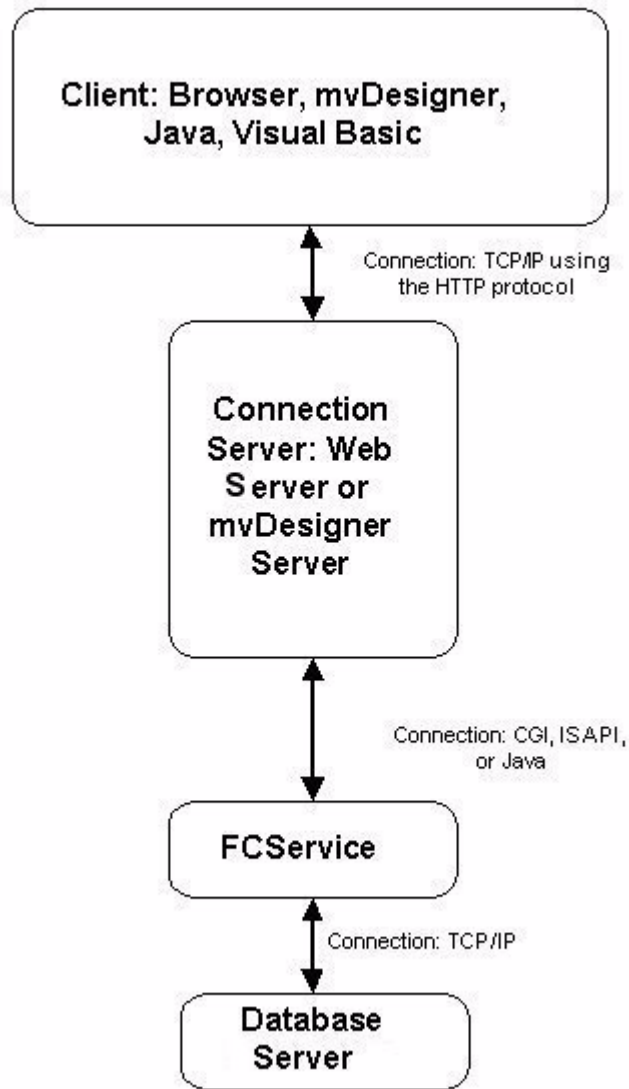 Client: Browser, mvDesigner,
Java, Visual Basic
Connection: TCP/IP using
the HTTP protocol
Connection
Server: Web
Server or
mvDesigner
Server
Connection: CGI, ISAPI,
or Java
FCService
Connection: TCP/IP
Database
Server